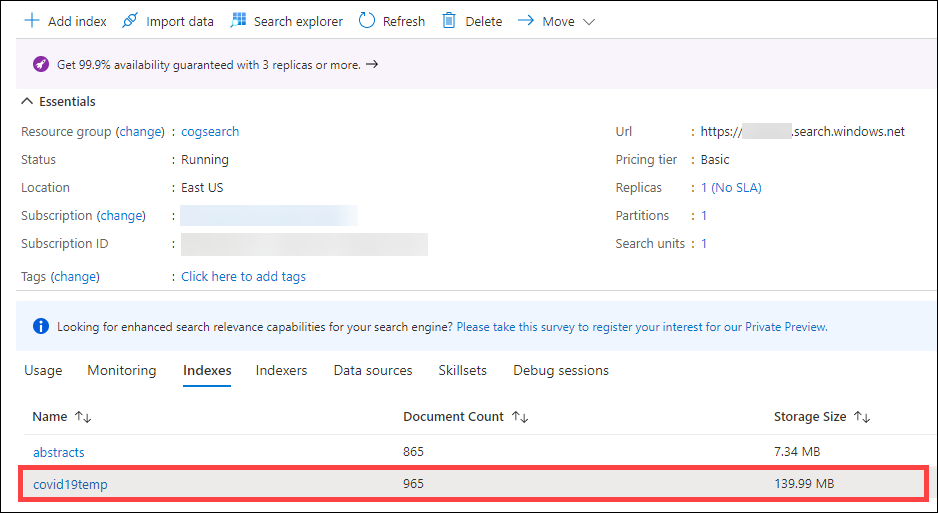 Add index Import data Search explorer Refresh Delete Move
Get 99.9% availability guaranteed with 3 replicas or more.
Essentials
Resource group (change) : cogsearch
Url : https:// .search.windows.net
Status : Running
Pricing tier : Basic
Location : East US
Replicas : 1 (No SLA)
Subscription (change) :
Partitions : 1
Subscription ID :
Search units : 1
Tags (change) : Click here to add tags
Looking for enhanced search relevance capabilities for your search engine? Please take this survey to register your interest for our Private Preview.
Usage Monitoring Indexes Indexers Data sources Skillsets Debug sessions
Name Document Count Storage Size
abstracts 865 7.34 MB
covid19temp 965 139.99 MB